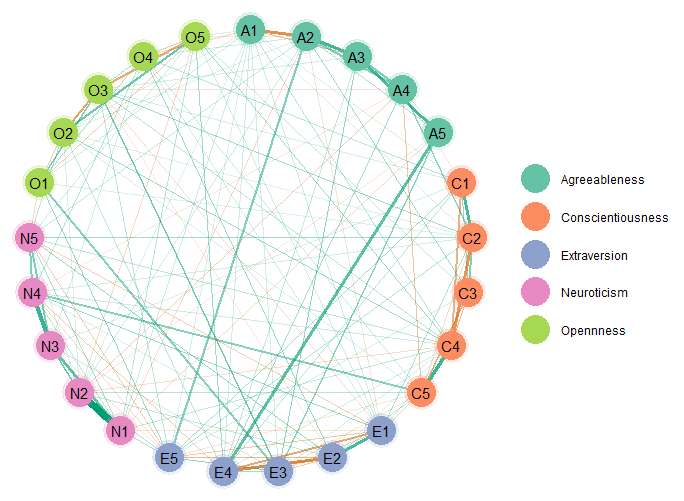 A1
A2
A3
A4
A5
C1
C2
C3
C4
C5
E1
E2
E3
E4
E5
N1
N2
N3
N4
N5
O1
O2
O3
O4
O5
Agreeableness
Conscientiousness
Extraversion
Neuroticism
Opennness